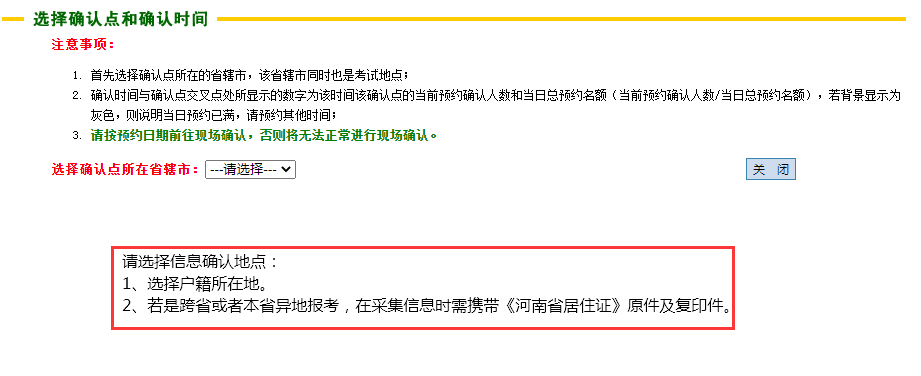 选择确认点和确认时间
注意事项：
1. 首先选择确认点所在的省辖市，该省辖市同时也是考试地点；
2. 确认时间与确认点交叉点处所显示的数字为该时间该确认点的当前预约确认人数和当日总预约名额（当前预约确认人数/当日总预约名额），若背景显示为
灰色，则说明当日预约已满，请预约其他时间；
3. 请按预约日期前往现场确认，否则将无法正常进行现场确认。
选择确认点所在省辖市：---请选择--- 关 闭
请选择信息确认地点：
1、选择户籍所在地。
2、若是跨省或者本省异地报考，在采集信息时需携带《河南省居住证》原件及复印件。